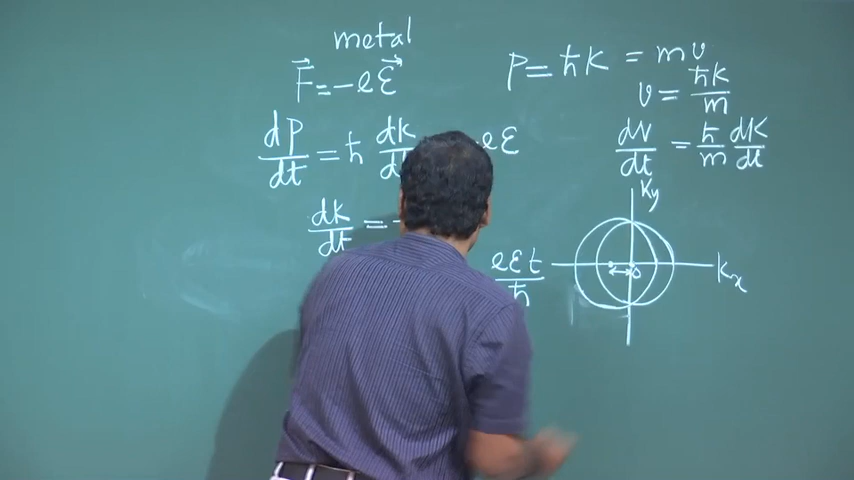 metal
F⃗ = -eℰ⃗
P = ħK = mv
v = ħK/m
dP/dt = ħ dK/d eℰ
dV/dt = ħ/m dK/dt
dk/dt = -
eℰt/ħ
Ky
Kx